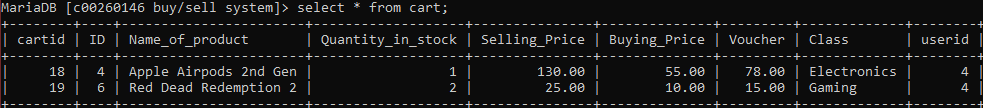 MariaDB [c00260146 buy/sell system]> select * from cart;
+--------+----+----------------------+-------------------+---------------+--------------+---------+-------------+--------+
| cartid | ID | Name_of_product | Quantity_in_stock | Selling_Price | Buying_Price | Voucher | Class | userid |
+--------+----+----------------------+-------------------+---------------+--------------+---------+-------------+--------+
| 18 | 4 | Apple Airpods 2nd Gen | 1 | 130.00 | 55.00 | 78.00 | Electronics | 4 |
| 19 | 6 | Red Dead Redemption 2 | 2 | 25.00 | 10.00 | 15.00 | Gaming | 4 |
+--------+----+----------------------+-------------------+---------------+--------------+---------+-------------+--------+